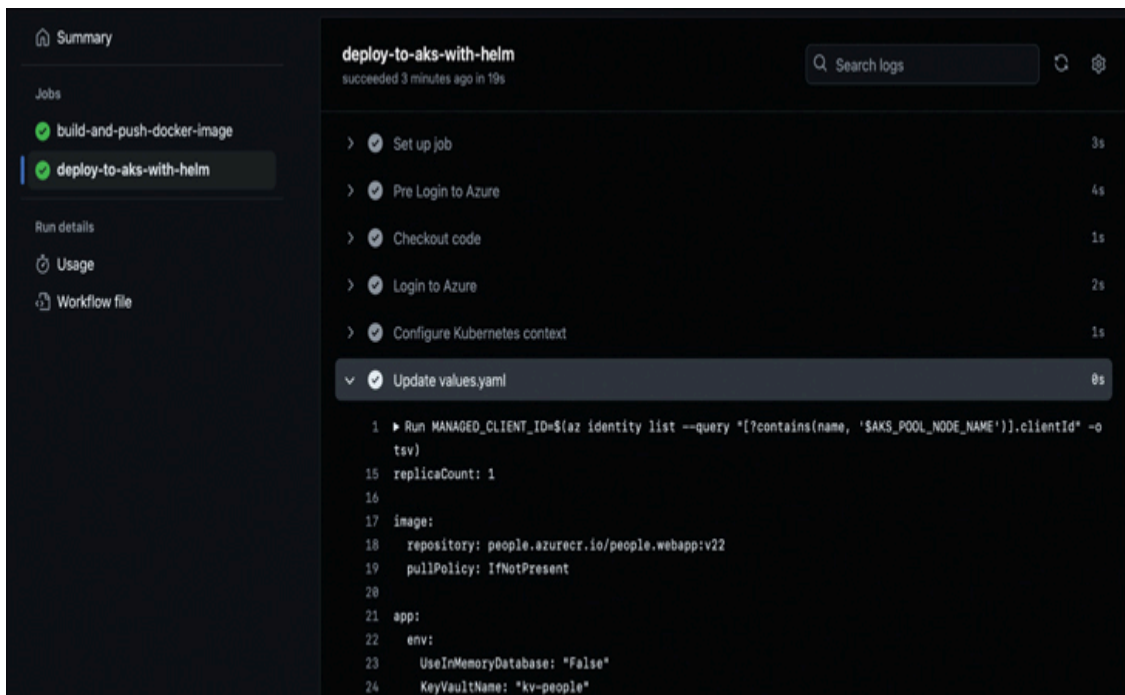 Summary
Jobs
build-and-push-docker-image
deploy-to-aks-with-helm
Run details
Usage
Workflow file
deploy-to-aks-with-helm
succeeded 3 minutes ago in 19s
Search logs
Set up job 3s
Pre Login to Azure 4s
Checkout code 1s
Login to Azure 2s
Configure Kubernetes context 1s
Update values.yaml 0s
1 Run MANAGED_CLIENT_ID=$(az identity list --query "[?contains(name, '$AKS_POOL_NODE_NAME')].clientId" -o
tsv)
15 replicaCount: 1
16
17 image:
18 repository: people.azurecr.io/people.webapp:v22
19 pullPolicy: IfNotPresent
20
21 app:
22 env:
23 UseInMemoryDatabase: "False"
24 KeyVaultName: "kv-people"